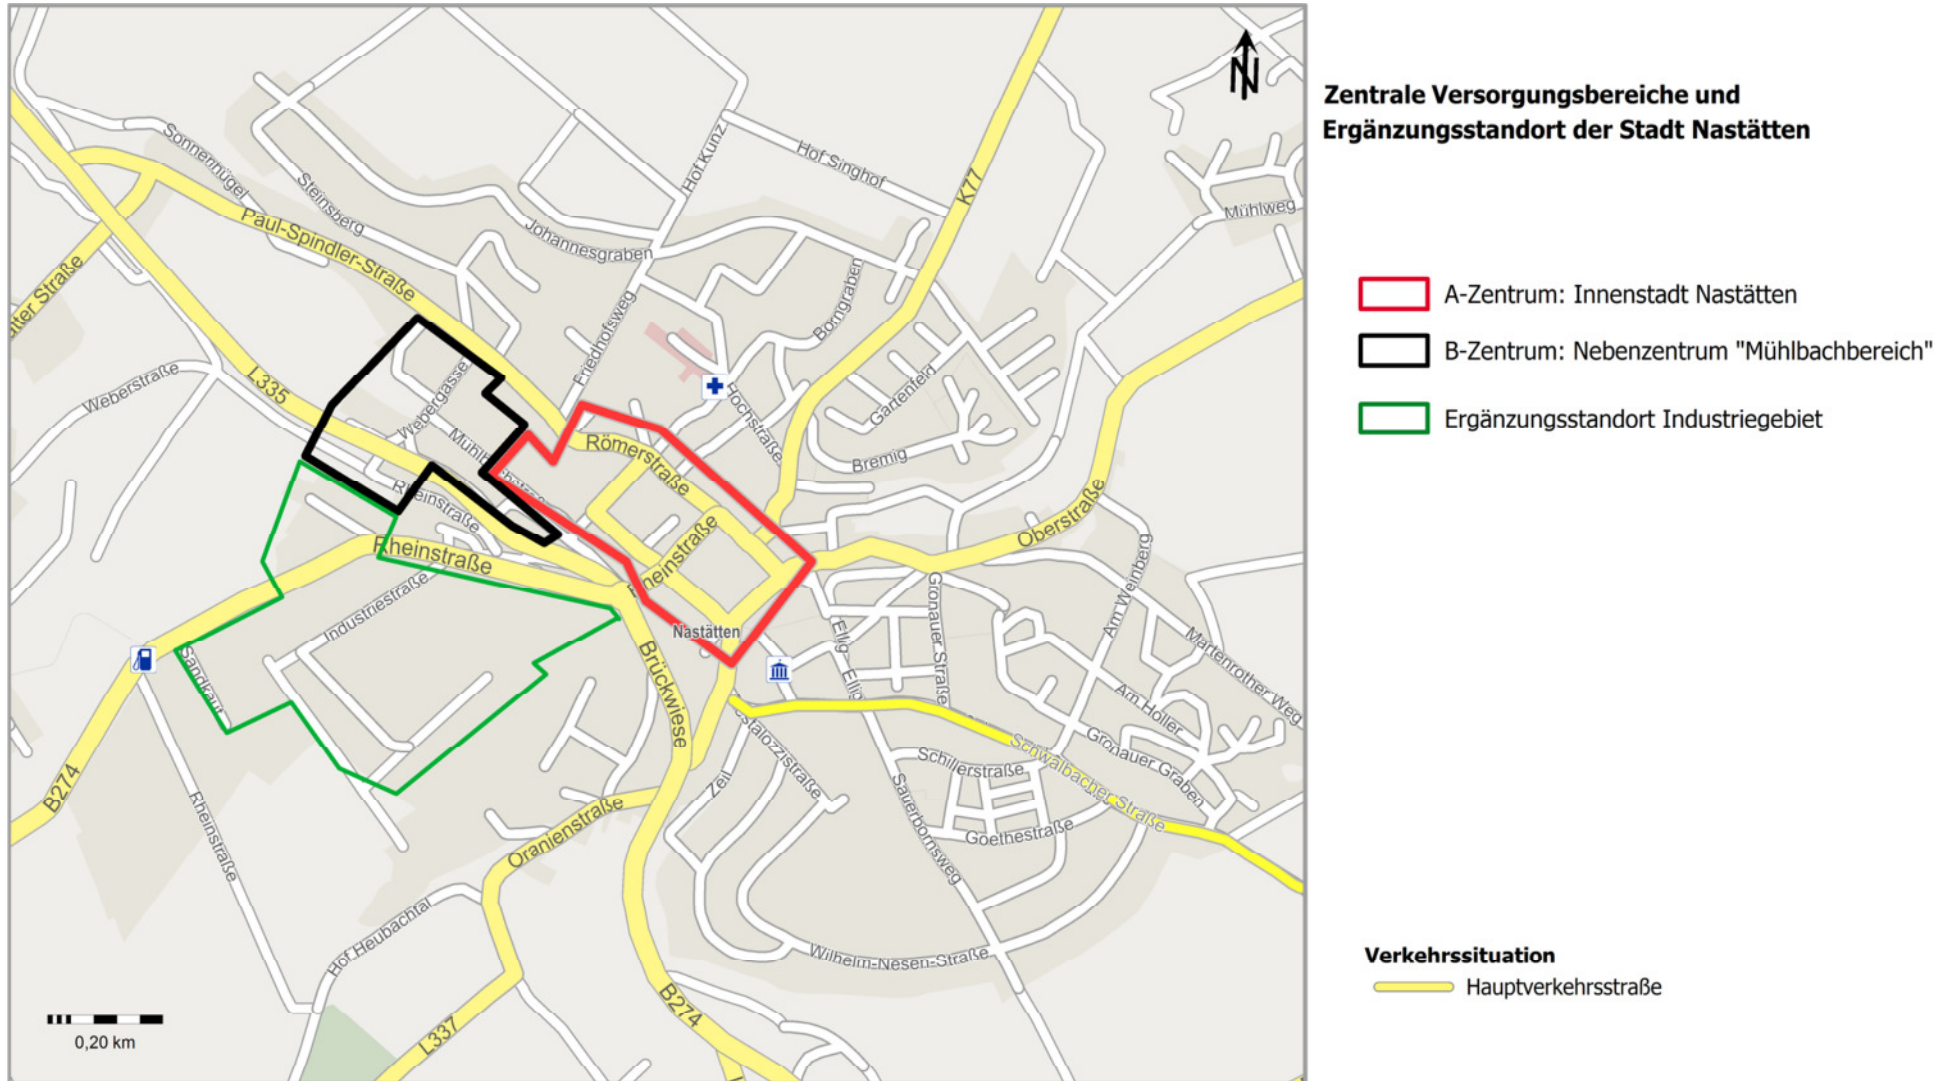 Zentrale Versorgungsbereiche und
Ergänzungsstandort der Stadt Nastätten
A-Zentrum: Innenstadt Nastätten
B-Zentrum: Nebenzentrum "Mühlbachbereich"
Ergänzungsstandort Industriegebiet
Verkehrssituation
Hauptverkehrsstraße
N
Sonnenhügel
Steinsberg
Paul-Spindler-Straße
Johannesgraben
Hof Kunz
Hof Singhof
K77
Mühlweg
Friedhofsweg
Borngraben
Hochstraße
Gartenfeld
Bremig
L335
Weberstraße
Webergasse
Römerstraße
Rheinstraße
Rheinstraße
Oberstraße
Industriestraße
Nastätten
Brückwiese
Sandkaut
B274
Rheinstraße
Gronauer Straße
Am Weinberg
Martenrother Weg
Am Holler
Gronauer Graben
Schwalbacher Straße
Schillerstraße
Goethestraße
Sauerbornsweg
Zeil
Oranienstraße
Hof Heubachtal
Wilhelm-Nesen-Straße
B274
L337
0,20 km